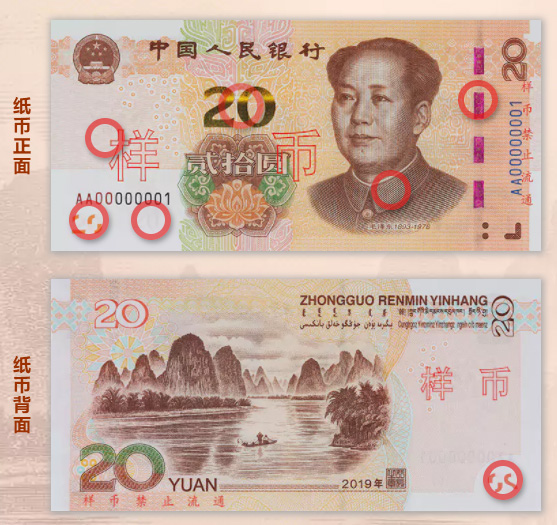 纸币正面
中国人民银行
20
20
样币
贰拾圆
AA00000001
AA00000001
样币禁止流通
毛泽东 1893-1976
纸币背面
20
ZHONGGUO RENMIN YINHANG
20
样币
20
YUAN
2019年
样币禁止流通